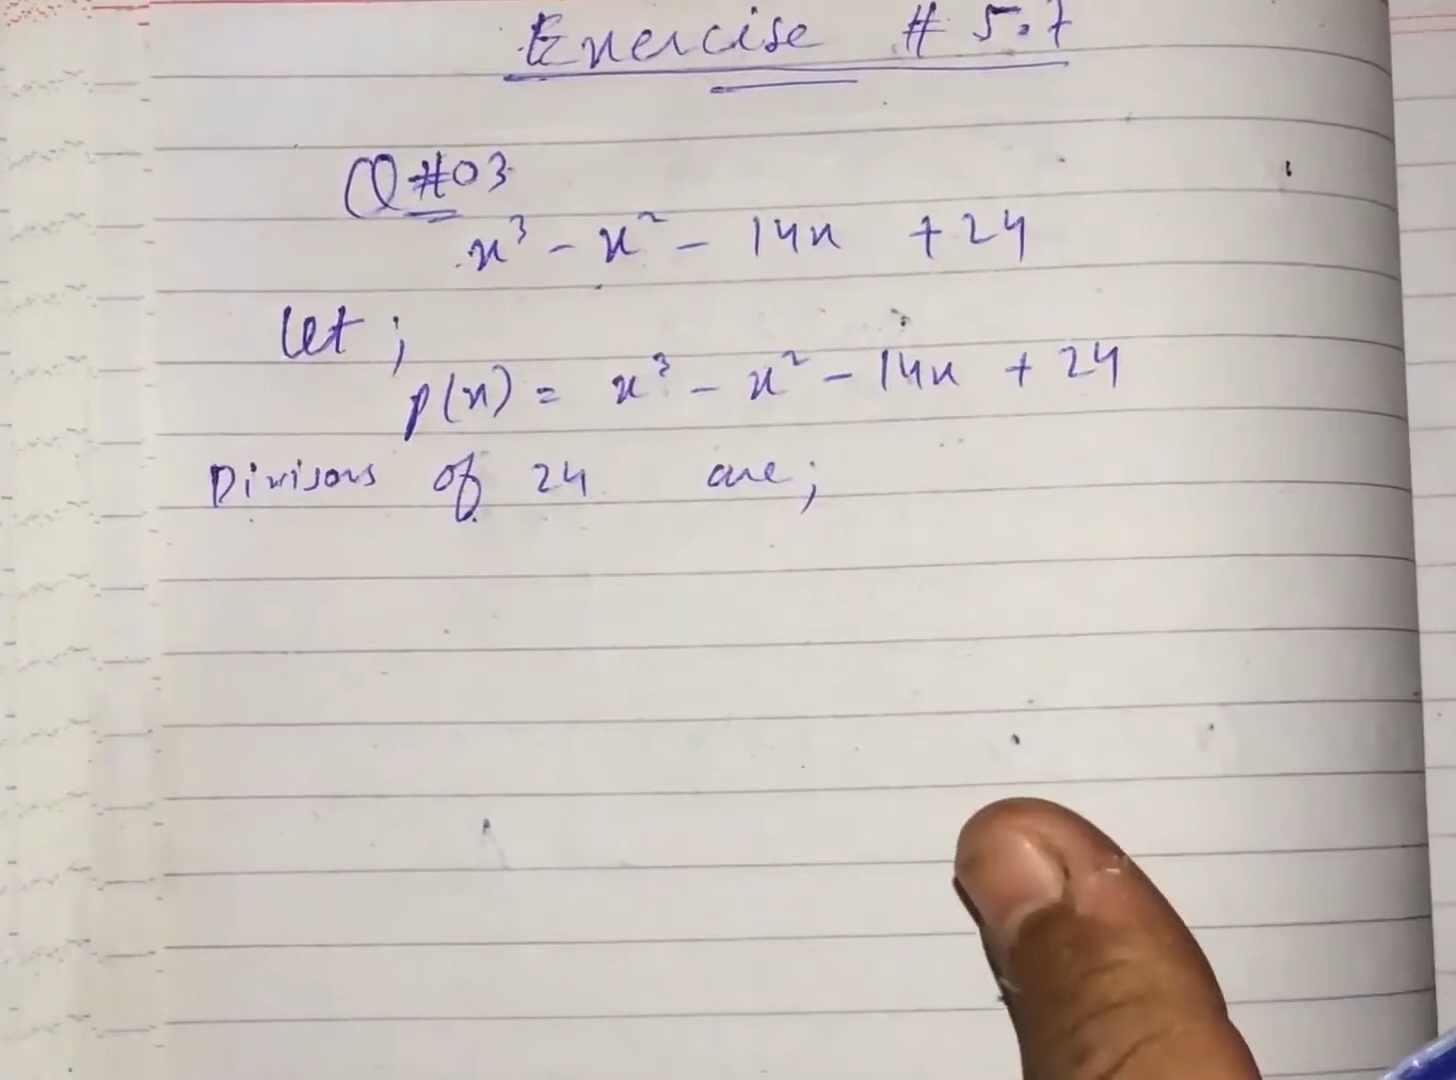 Exercise # 5.7
Q#03
x³ - x² - 14x + 24
let ;
p(x) = x³ - x² - 14x + 24
Divisors of 24 are;